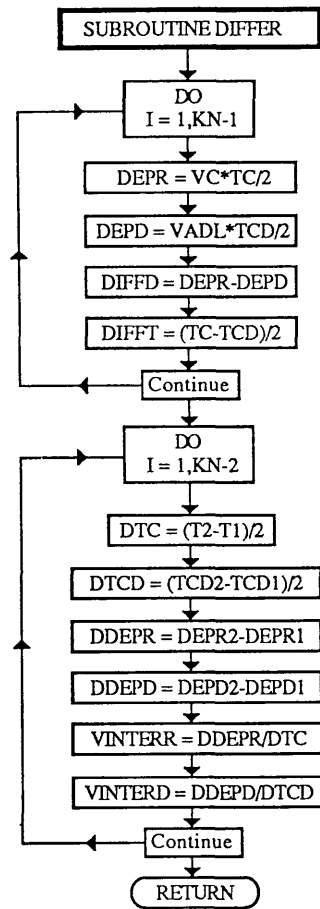 SUBROUTINE DIFFER
DO
I = 1,KN-1
DEPR = VC*TC/2
DEPD = VADL*TCD/2
DIFFD = DEPR-DEPD
DIFFT = (TC-TCD)/2
Continue
DO
I = 1,KN-2
DTC = (T2-T1)/2
DTCD = (TCD2-TCD1)/2
DDEPR = DEPR2-DEPR1
DDEPD = DEPD2-DEPD1
VINTERR = DDEPR/DTC
VINTERD = DDEPD/DTCD
Continue
RETURN